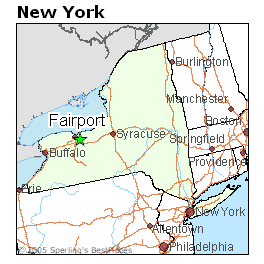 New York
Burlington
Manchester
Fairport
Boston
Syracuse
Springfield
Buffalo
Providence
Erie
New York
Allentown
Philadelphia
© 2005 Sperling's BestPlaces